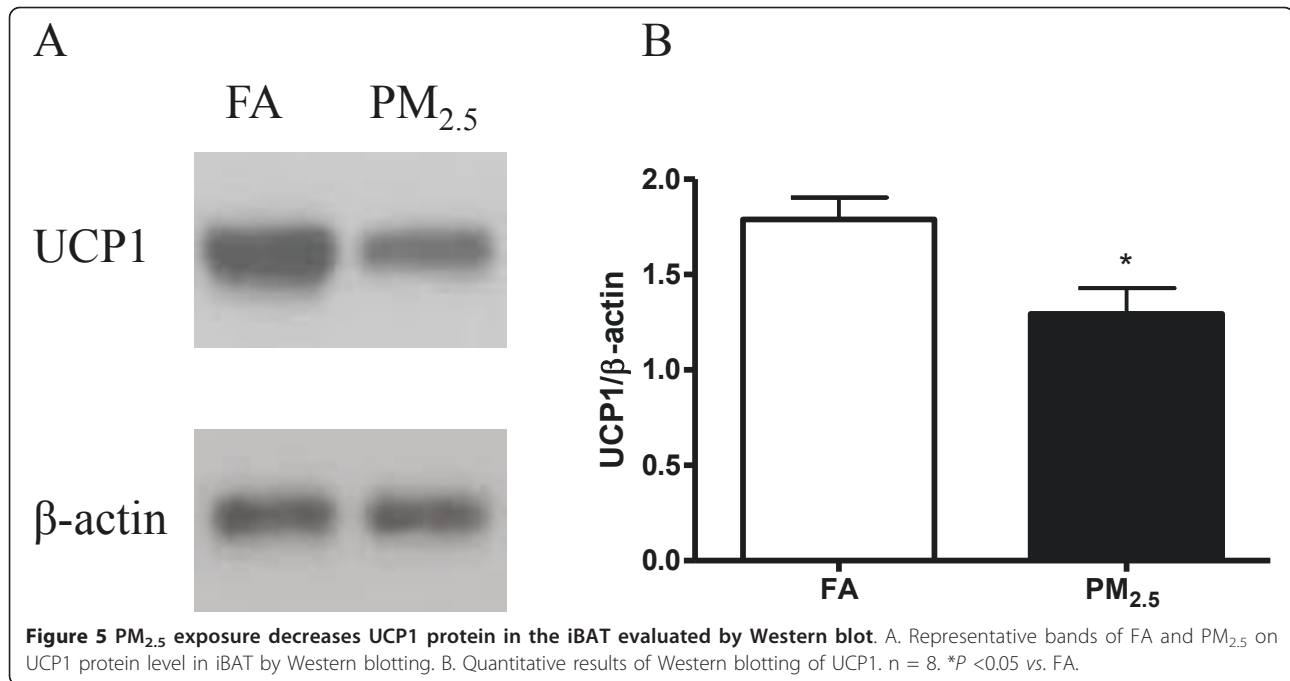 A
B
FA PM2.5
UCP1
β-actin
UCP1/β-actin
2.0
1.5
1.0
0.5
0.0
*
FA PM2.5
Figure 5 PM2.5 exposure decreases UCP1 protein in the iBAT evaluated by Western blot. A. Representative bands of FA and PM2.5 on
UCP1 protein level in iBAT by Western blotting. B. Quantitative results of Western blotting of UCP1. n = 8. *P <0.05 vs. FA.